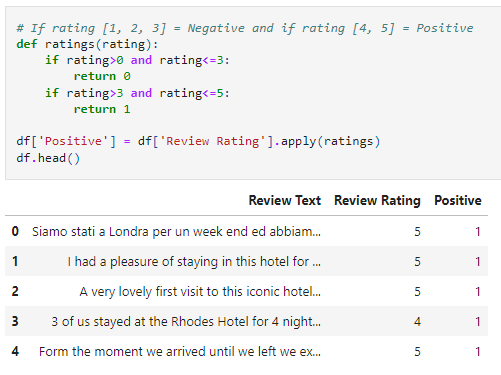 # If rating [1, 2, 3] = Negative and if rating [4, 5] = Positive
def ratings(rating):
    if rating>0 and rating<=3:
        return 0
    if rating>3 and rating<=5:
        return 1
df['Positive'] = df['Review Rating'].apply(ratings)
df.head()
Review Text Review Rating Positive
0 Siamo stati a Londra per un week end ed abbiam... 5 1
1 I had a pleasure of staying in this hotel for ... 5 1
2 A very lovely first visit to this iconic hotel... 5 1
3 3 of us stayed at the Rhodes Hotel for 4 night... 4 1
4 Form the moment we arrived until we left we ex... 5 1